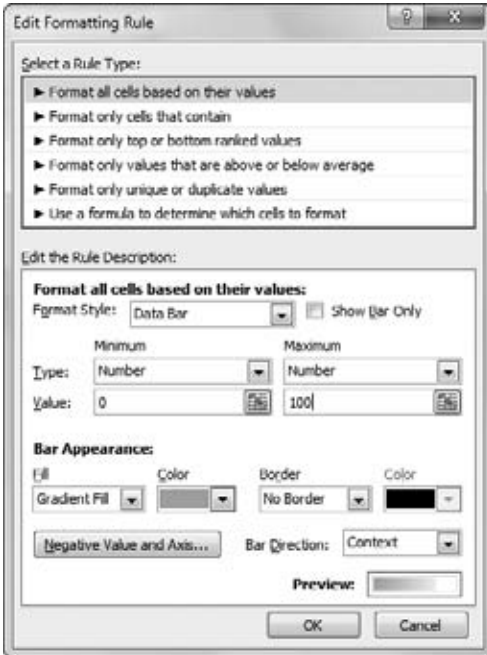 Edit Formatting Rule
Select a Rule Type:
► Format all cells based on their values
► Format only cells that contain
► Format only top or bottom ranked values
► Format only values that are above or below average
► Format only unique or duplicate values
► Use a formula to determine which cells to format
Edit the Rule Description:
Format all cells based on their values:
Format Style: Data Bar Show Bar Only
Minimum Maximum
Type: Number Number
Value: 0 100
Bar Appearance:
Fill Color Border Color
Gradient Fill No Border
Negative Value and Axis... Bar Direction: Context
Preview:
OK Cancel